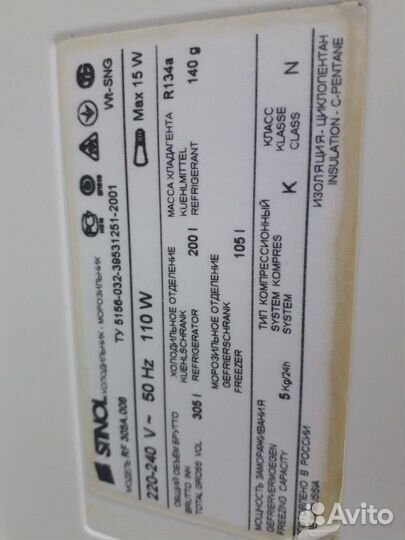 STINOL
ХОЛОДИЛЬНИК - МОРОЗИЛЬНИК
ТУ 5156-032-39531251-2001
Wt-SNG
МОДЕЛЬ RF 305A.008
220-240 V ~ 50 Hz 110 W
Max 15 W
ОБЩИЙ ОБЪЁМ БРУТТО
BRUTTO INH
TOTAL GROSS VOL
305 l
ХОЛОДИЛЬНОЕ ОТДЕЛЕНИЕ
KUEHLSCHRANK
REFRIGERATOR
200 l
МАССА ХЛАДАГЕНТА
KUEHLMITTEL
REFRIGERANT
R134a
140 g
МОРОЗИЛЬНОЕ ОТДЕЛЕНИЕ
GEFRIERSCHRANK
FREEZER
105 l
МОЩНОСТЬ ЗАМОРАЖИВАНИЯ
GEFRIERVERMOEGEN
FREEZING CAPACITY
5 Kg/24h
ТИП КОМПРЕССИОННЫЙ
SYSTEM KOMPRES
SYSTEM
K
КЛАСС
KLASSE
CLASS
N
В РОССИИ
ИЗОЛЯЦИЯ - ЦИКЛОПЕНТАН
INSULATION - C-PENTANE
Avito